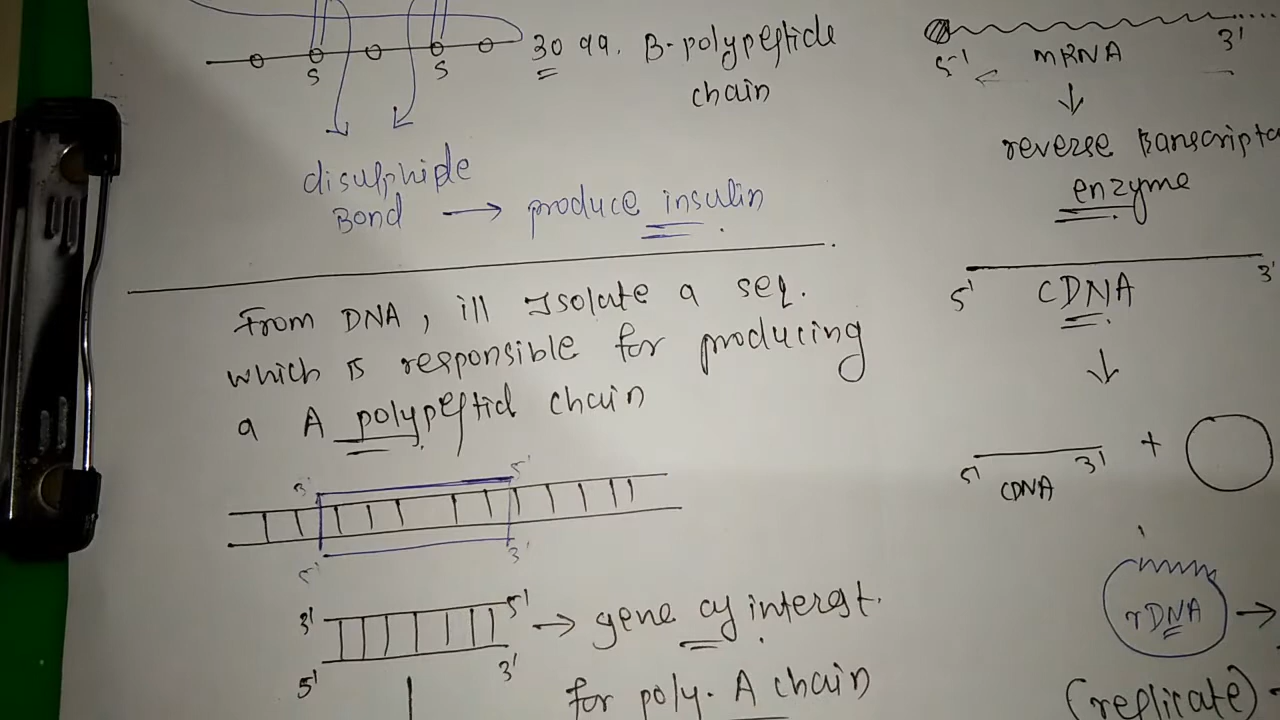 30 aa. B-polypeptide
chain
S
S
disulphide
Bond → produce insulin
From DNA, ill Isolate a seq.
which is responsible for producing
a A polypeptid chain
3' 5'
5' 3'
3' 5' → gene of interest.
5' 3'
for poly. A chain
5' mRNA 3'
reverse transcripta
enzyme
5' CDNA 3'
5' CDNA 3' +
rDNA →
(replicate)